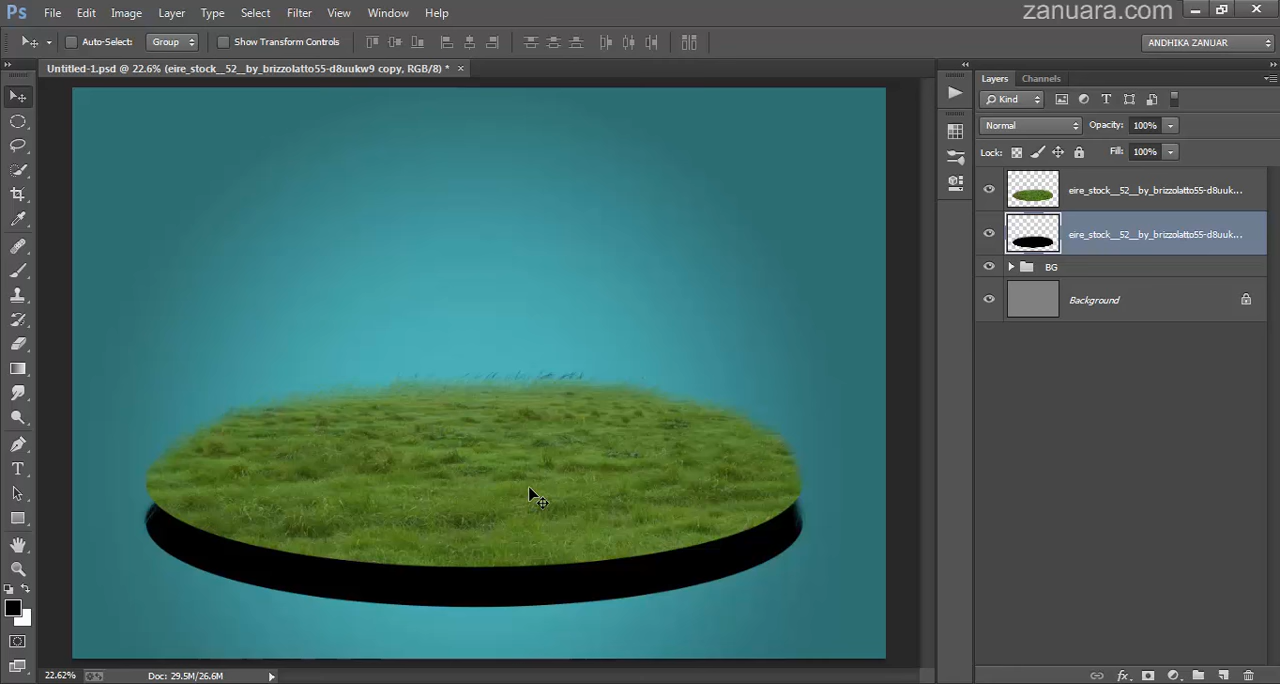 zanuara.com
Ps File Edit Image Layer Type Select Filter View Window Help
Auto-Select: Group Show Transform Controls ANDHIKA ZANUAR
Untitled-1.psd @ 22.6% (eire_stock__52__by_brizzolatto55-d8uukw9 copy, RGB/8) * ×
Layers Channels
Kind
Normal Opacity: 100%
Lock: Fill: 100%
eire_stock__52__by_brizzolatto55-d8uuk...
eire_stock__52__by_brizzolatto55-d8uuk...
BG
Background
22.62% Doc: 29.5M/26.6M